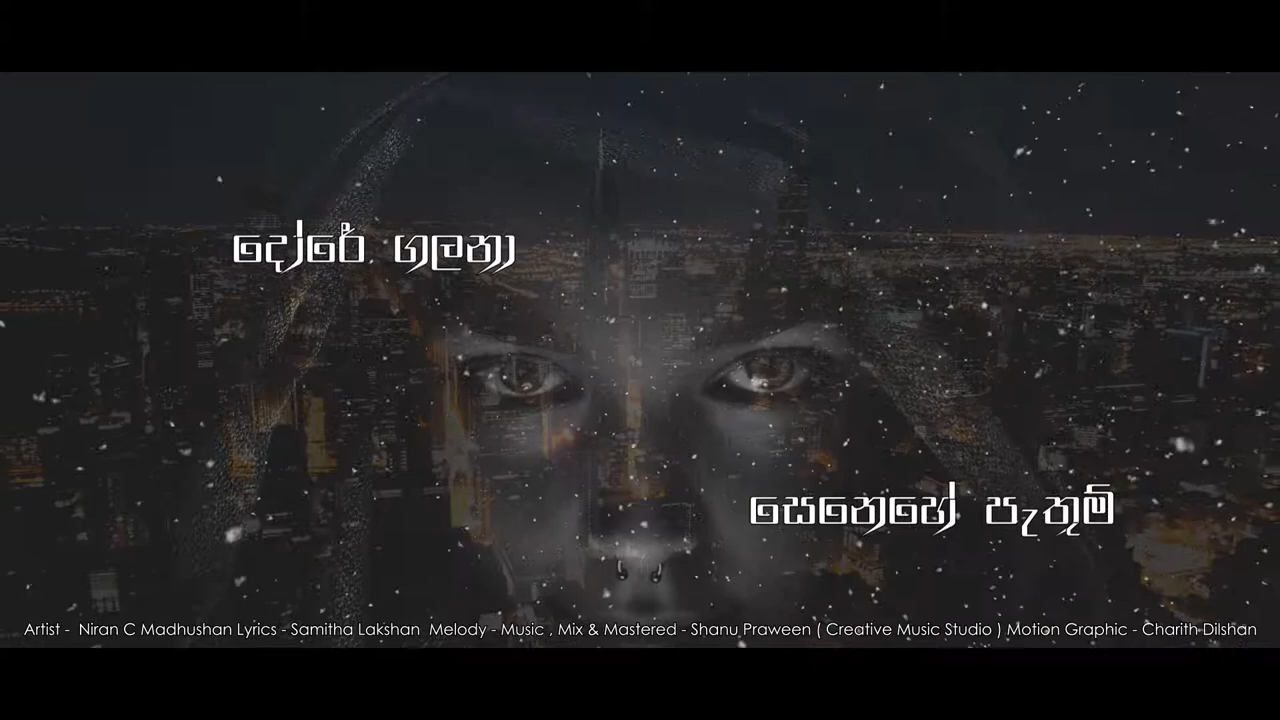 දෝරේ ගලනා
සෙනෙහේ පැතුම්
Artist - Niran C Madhushan Lyrics - Samitha Lakshan Melody - Music , Mix & Mastered - Shanu Praween ( Creative Music Studio ) Motion Graphic - Charith Dilshan